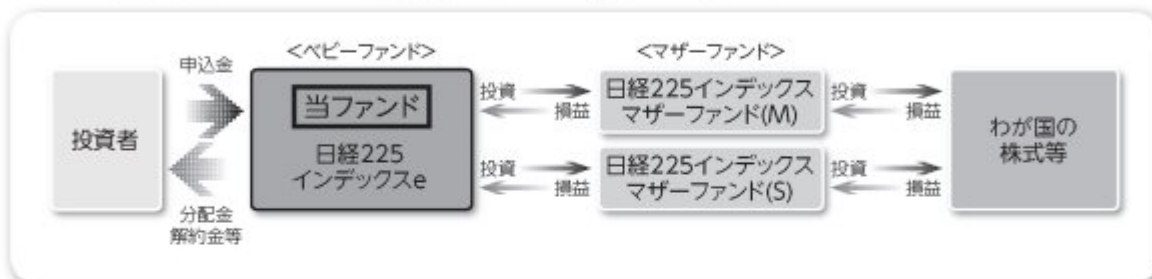 <ベビーファンド>
<マザーファンド>
申込金
投資者
分配金
解約金等
当ファンド
日経225
インデックスe
投資
損益
日経225インデックス
マザーファンド(M)
投資
損益
投資
損益
日経225インデックス
マザーファンド(S)
投資
損益
わが国の
株式等